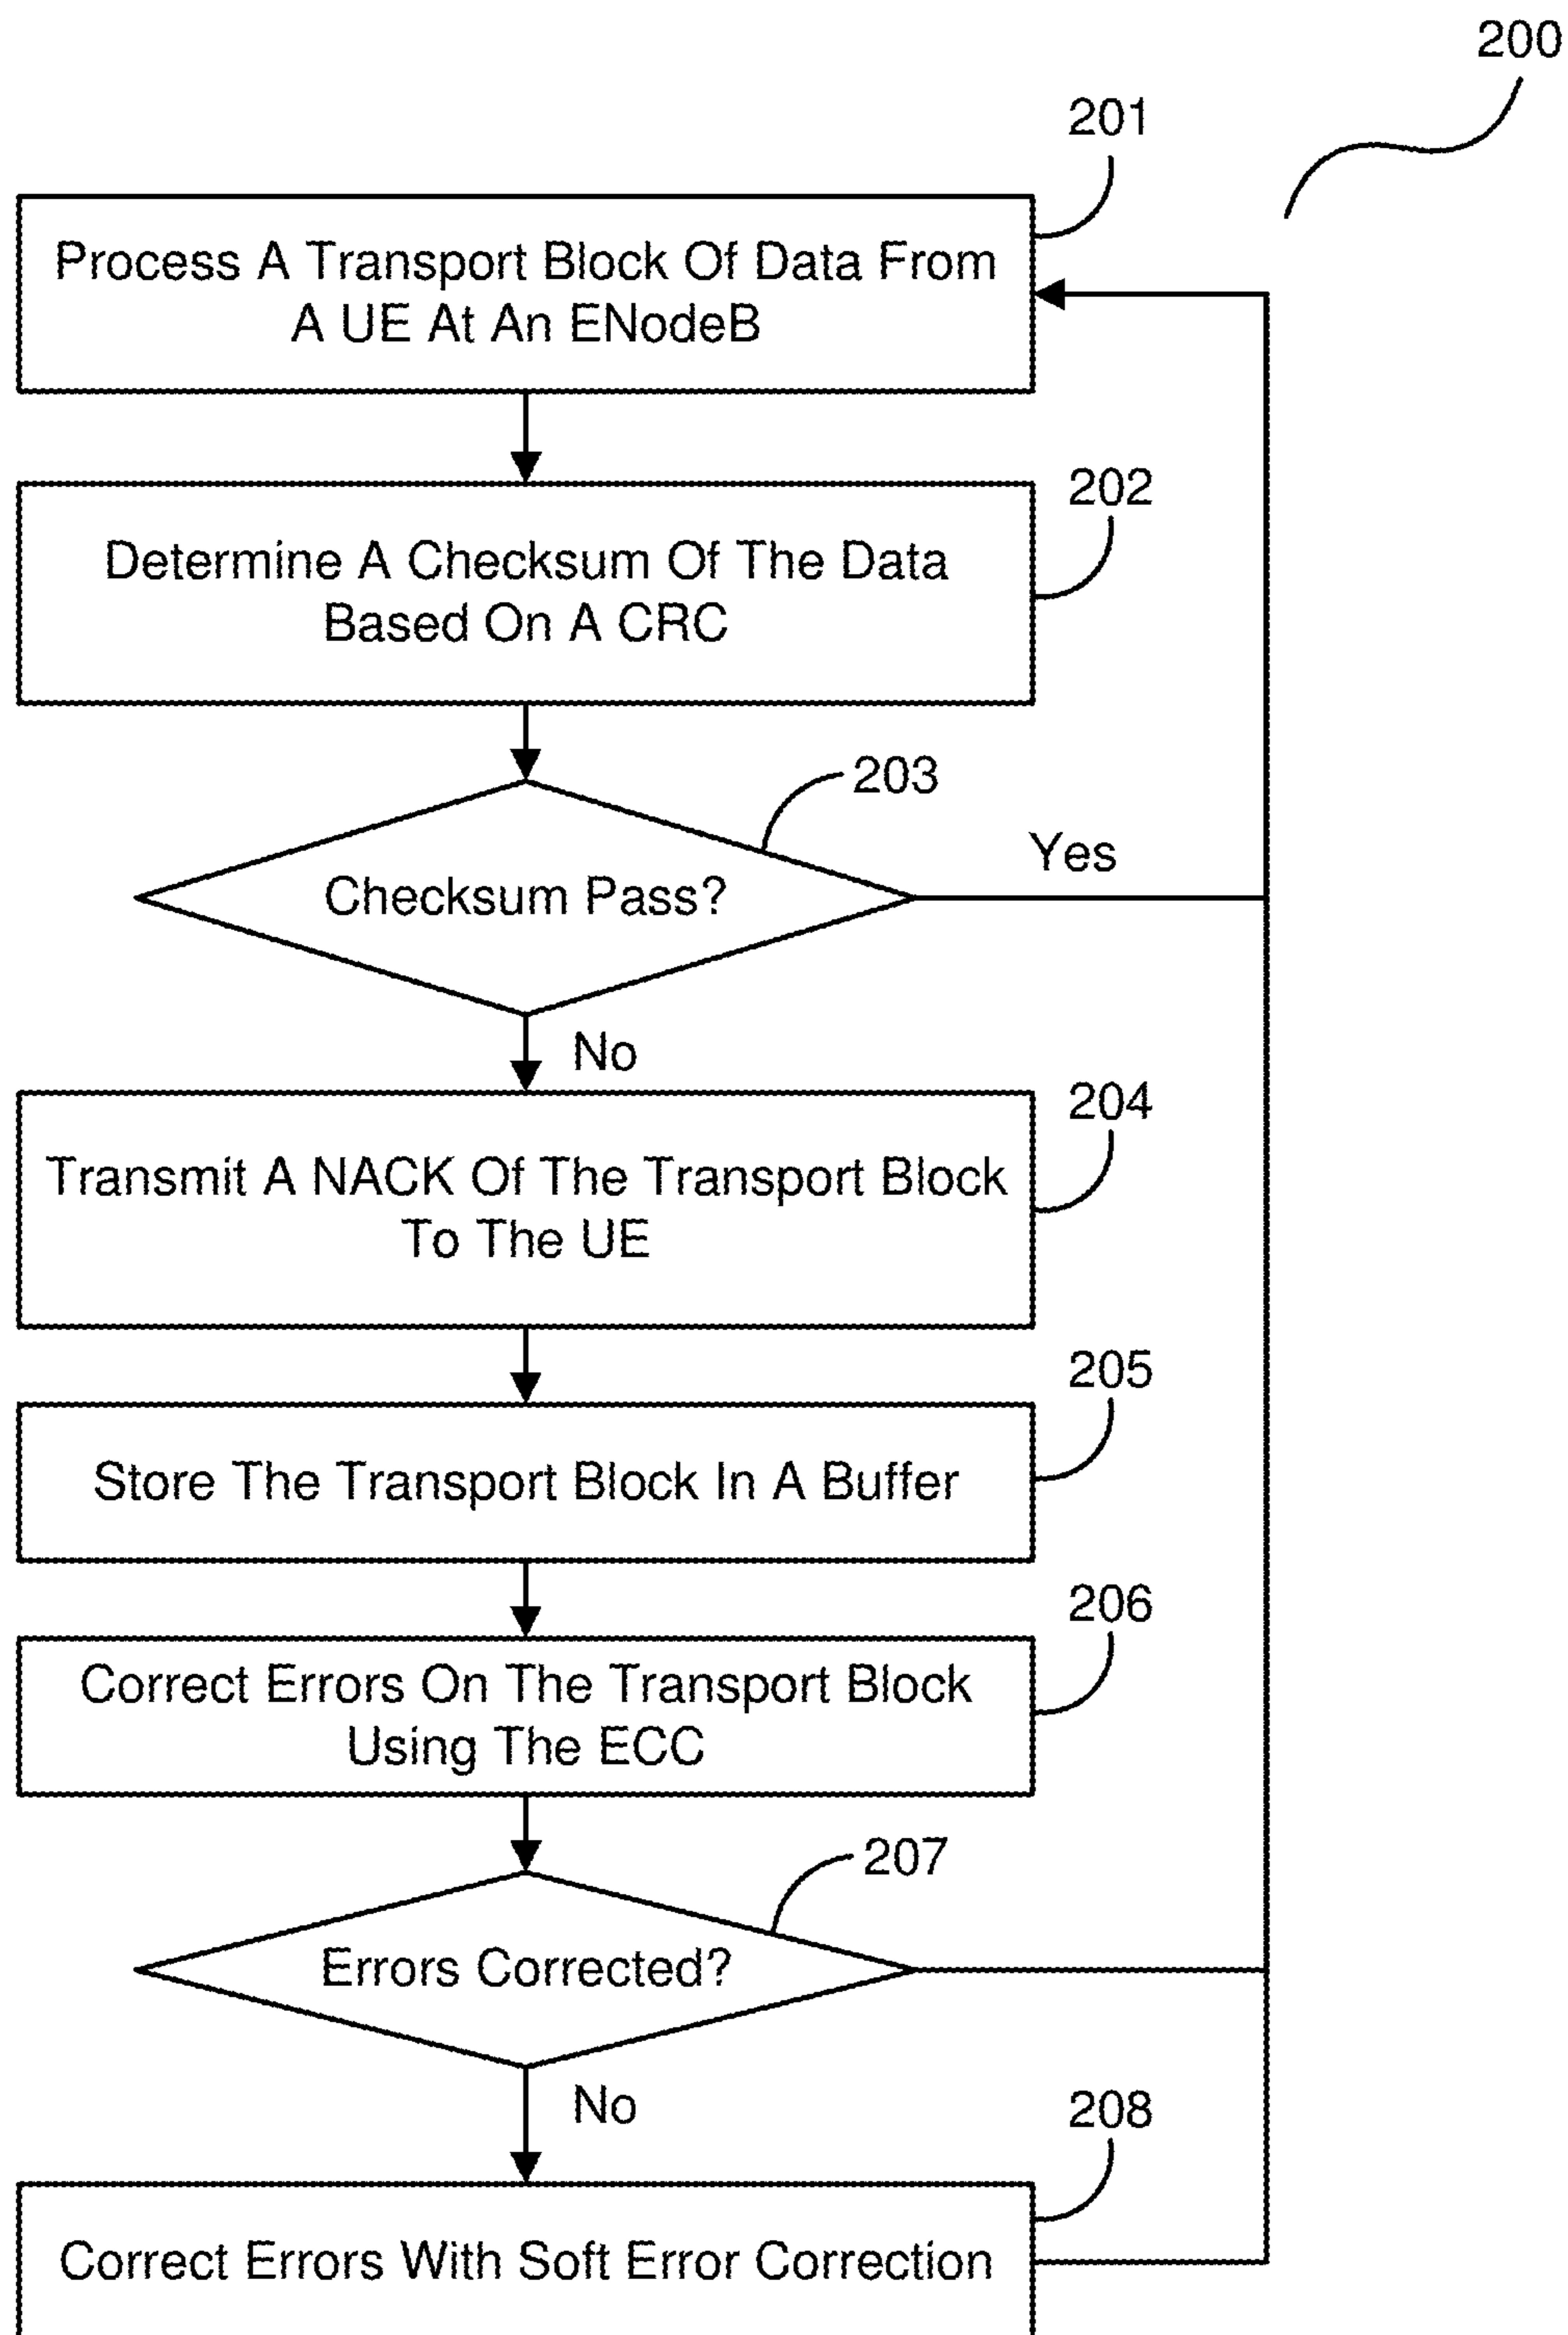 200
201
Process A Transport Block Of Data From
A UE At An ENodeB
202
Determine A Checksum Of The Data
Based On A CRC
203
Checksum Pass?
Yes
No
204
Transmit A NACK Of The Transport Block
To The UE
205
Store The Transport Block In A Buffer
206
Correct Errors On The Transport Block
Using The ECC
207
Errors Corrected?
No
208
Correct Errors With Soft Error Correction